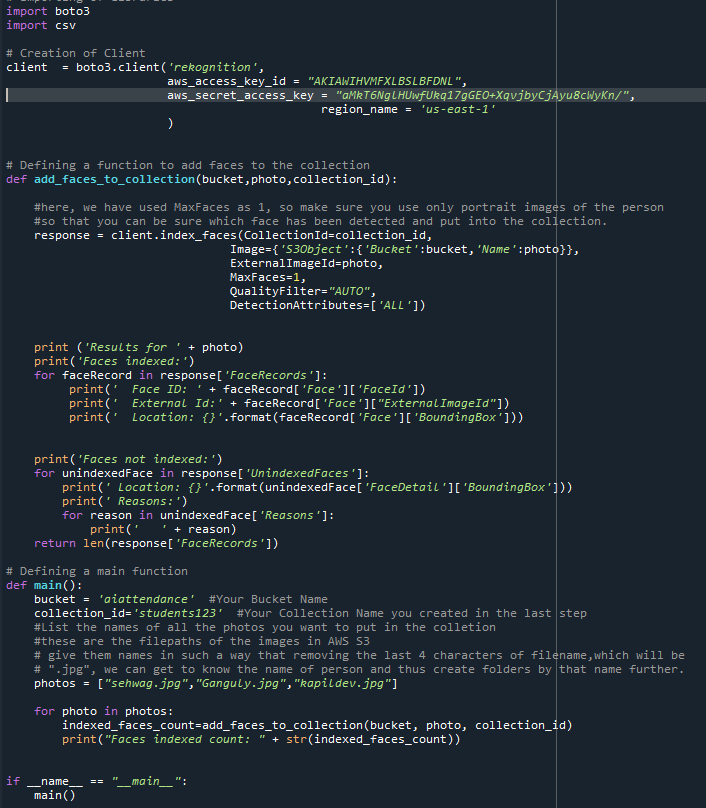 import boto3
import csv
# Creation of Client
client  = boto3.client('rekognition',
aws_access_key_id = "AKIAWIHVMFXLBSLBFDNL",
aws_secret_access_key = 
region_name = 'us-east-1'
)
# Defining a function to add faces to the collection
def add_faces_to_collection(bucket,photo,collection_id):
#here, we have used MaxFaces as 1, so make sure you use only portrait images of the person
#so that you can be sure which face has been detected and put into the collection.
response = client.index_faces(CollectionId=collection_id,
Image={'S3Object':{'Bucket':bucket,'Name':photo}},
ExternalImageId=photo,
MaxFaces=1,
QualityFilter="AUTO",
DetectionAttributes=['ALL'])
print ('Results for ' + photo)
print('Faces indexed:')
for faceRecord in response['FaceRecords']:
print('  Face ID: ' + faceRecord['Face']['FaceId'])
print('  External Id:' + faceRecord['Face']["ExternalImageId"])
print('  Location: {}'.format(faceRecord['Face']['BoundingBox']))
print('Faces not indexed:')
for unindexedFace in response['UnindexedFaces']:
print(' Location: {}'.format(unindexedFace['FaceDetail']['BoundingBox']))
print(' Reasons:')
for reason in unindexedFace['Reasons']:
print('   ' + reason)
return len(response['FaceRecords'])
# Defining a main function
def main():
bucket = 'aiattendance'  #Your Bucket Name
collection_id='students123'  #Your Collection Name you created in the last step
#List the names of all the photos you want to put in the colletion
#these are the filepaths of the images in AWS S3
# give them names in such a way that removing the last 4 characters of filename,which will be
# ".jpg", we can get to know the name of person and thus create folders by that name further.
photos = ["sehwag.jpg","Ganguly.jpg","kapildev.jpg"]
for photo in photos:
indexed_faces_count=add_faces_to_collection(bucket, photo, collection_id)
print("Faces indexed count: " + str(indexed_faces_count))
if __name__ == "__main__":
main()